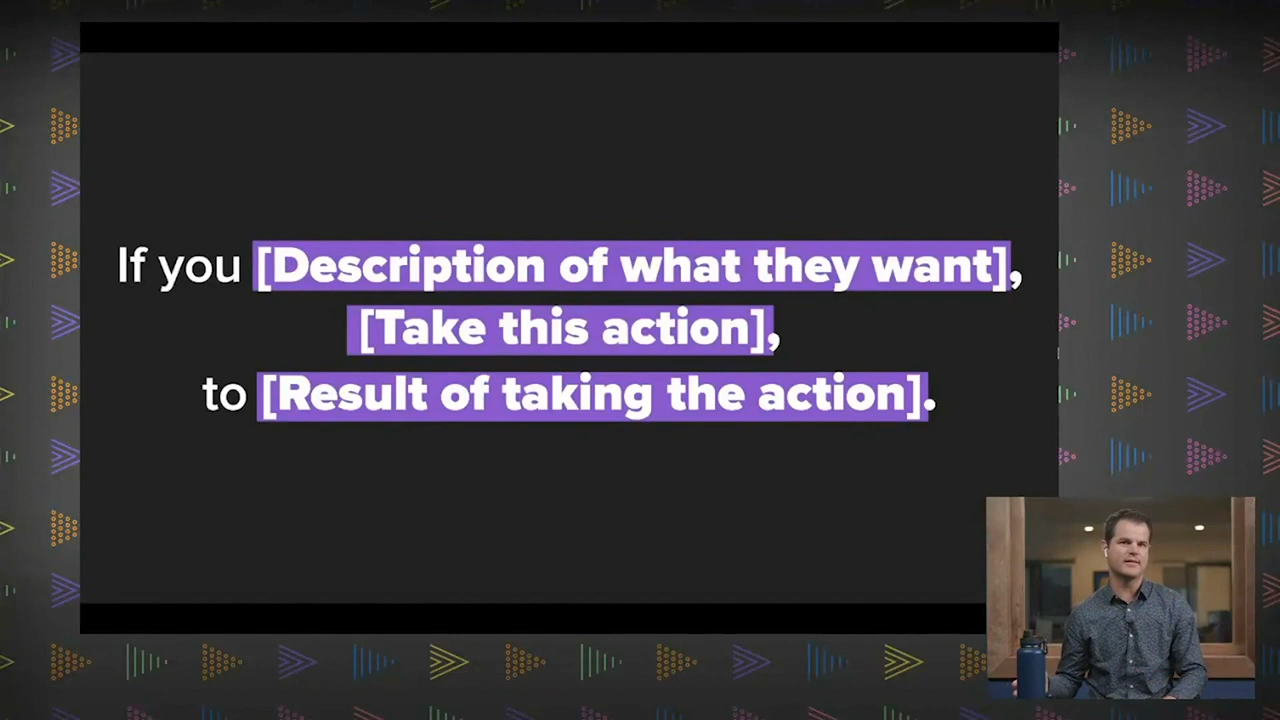 If you [Description of what they want],
[Take this action],
to [Result of taking the action].